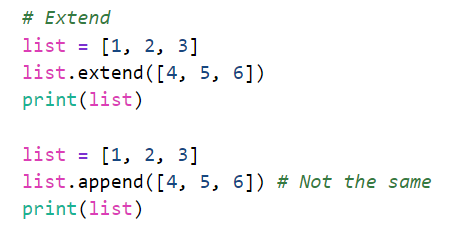 # Extend
list = [1, 2, 3]
list.extend([4, 5, 6])
print(list)

list = [1, 2, 3]
list.append([4, 5, 6]) # Not the same
print(list)